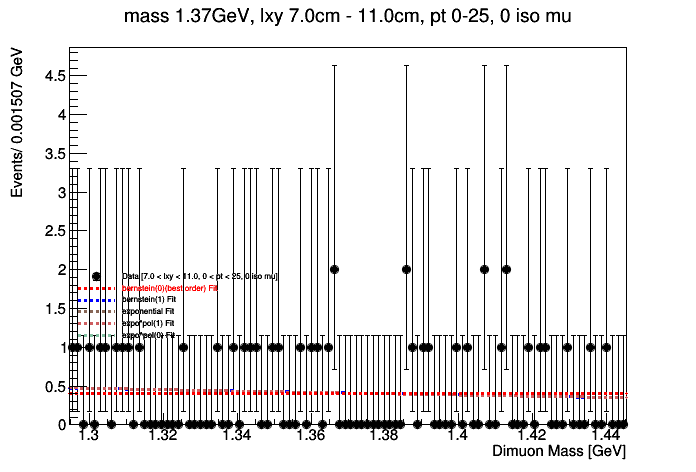 mass 1.37GeV, lxy 7.0cm - 11.0cm, pt 0-25, 0 iso mu
Events/ 0.001507 GeV
4.5
4
3.5
3
2.5
2
1.5
1
0.5
0
Data [7.0 < lxy < 11.0, 0 < pt < 25, 0 iso mu]
bernstein(0)(best order) Fit
bernstein(1) Fit
exponential Fit
expo*pol(1) Fit
expo*pol(0) Fit
1.3 1.32 1.34 1.36 1.38 1.4 1.42 1.44
Dimuon Mass [GeV]